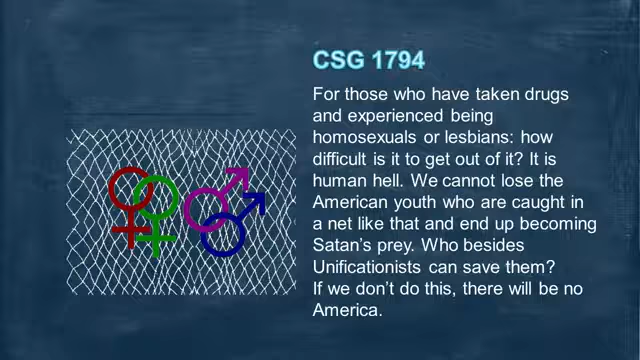 CSG 1794
For those who have taken drugs
and experienced being
homosexuals or lesbians: how
difficult is it to get out of it? It is
human hell. We cannot lose the
American youth who are caught in
a net like that and end up becoming
Satan's prey. Who besides
Unificationists can save them?
If we don't do this, there will be no
America.